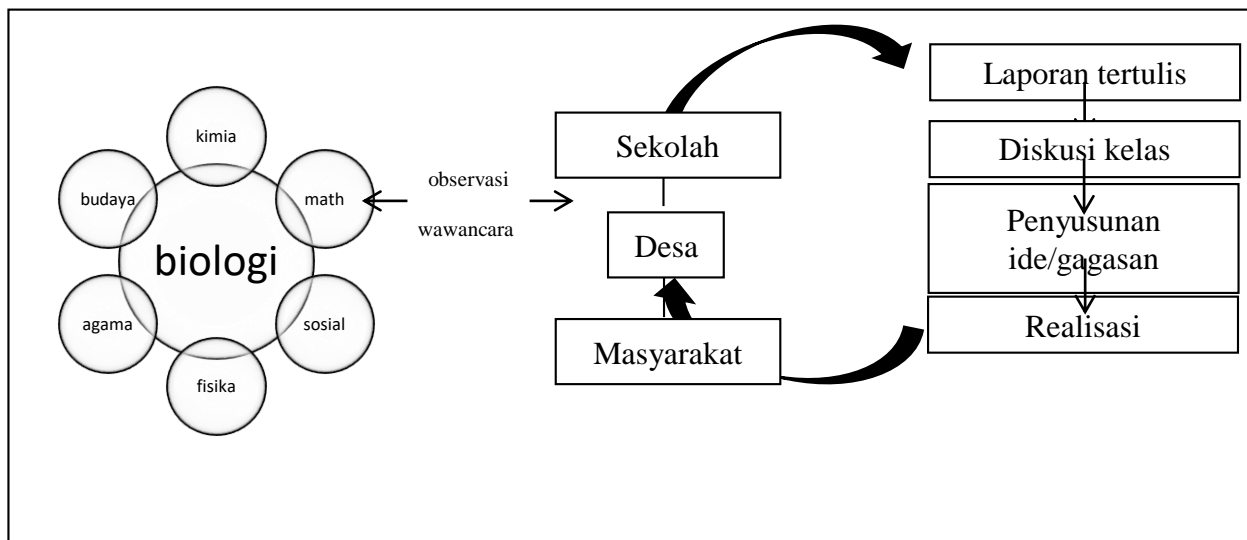 kimia
budaya
math
biologi
agama
sosial
fisika
observasi
wawancara
Sekolah
Desa
Masyarakat
Laporan tertulis
Diskusi kelas
Penyusunan
ide/gagasan
Realisasi